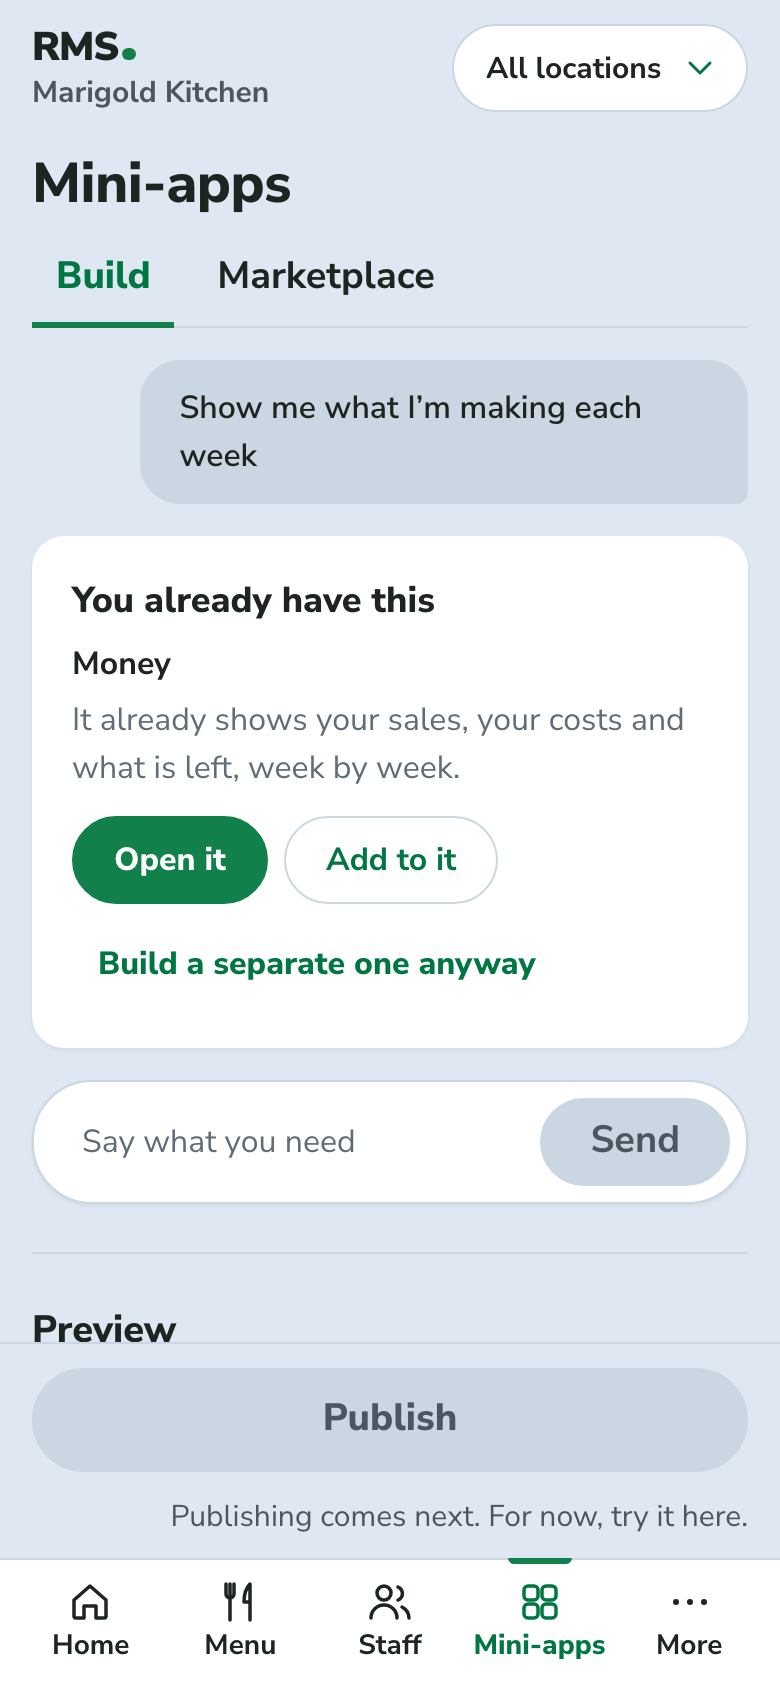 RMS.
Marigold Kitchen
All locations
Mini-apps
Build
Marketplace
Show me what I’m making each
week
You already have this
Money
It already shows your sales, your costs and
what is left, week by week.
Open it
Add to it
Build a separate one anyway
Say what you need
Send
Preview
Publish
Publishing comes next. For now, try it here.
Home
Menu
Staff
Mini-apps
More